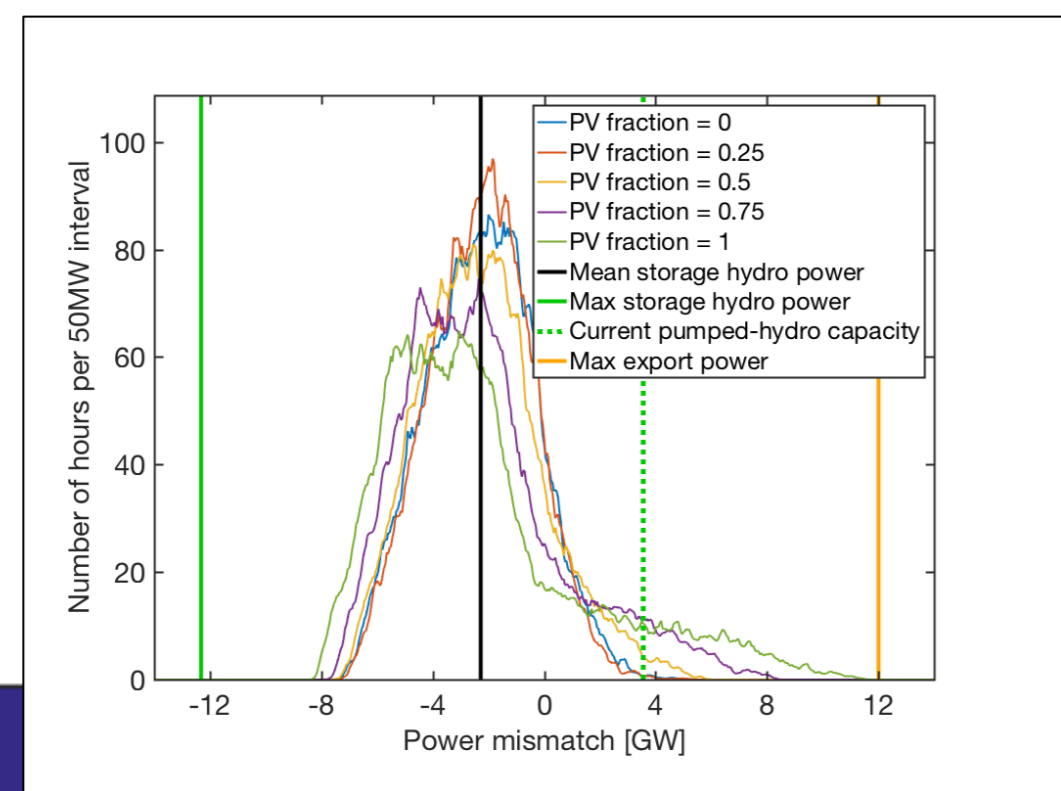 PV fraction = 0
PV fraction = 0.25
PV fraction = 0.5
PV fraction = 0.75
PV fraction = 1
Mean storage hydro power
Max storage hydro power
Current pumped-hydro capacity
Max export power
Number of hours per 50MW interval
100
80
60
40
20
0
-12 -8 -4 0 4 8 12
Power mismatch [GW]